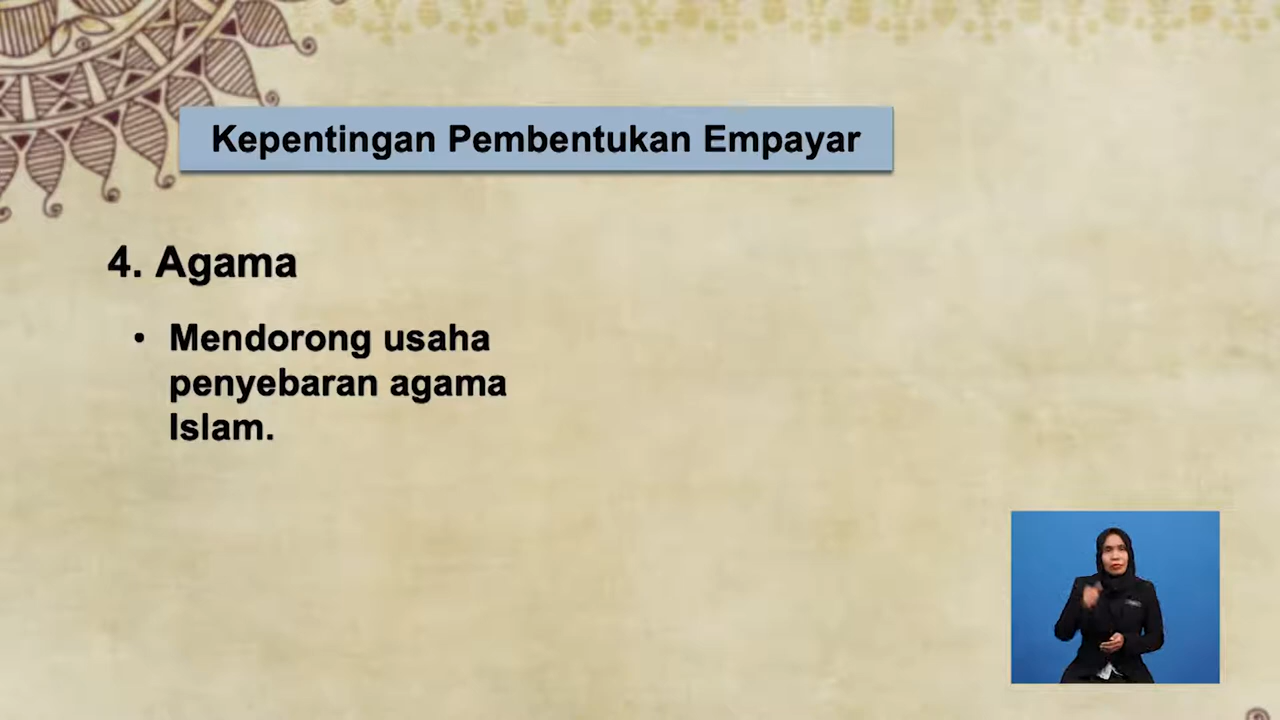 Kepentingan Pembentukan Empayar
4. Agama
• Mendorong usaha
penyebaran agama
Islam.